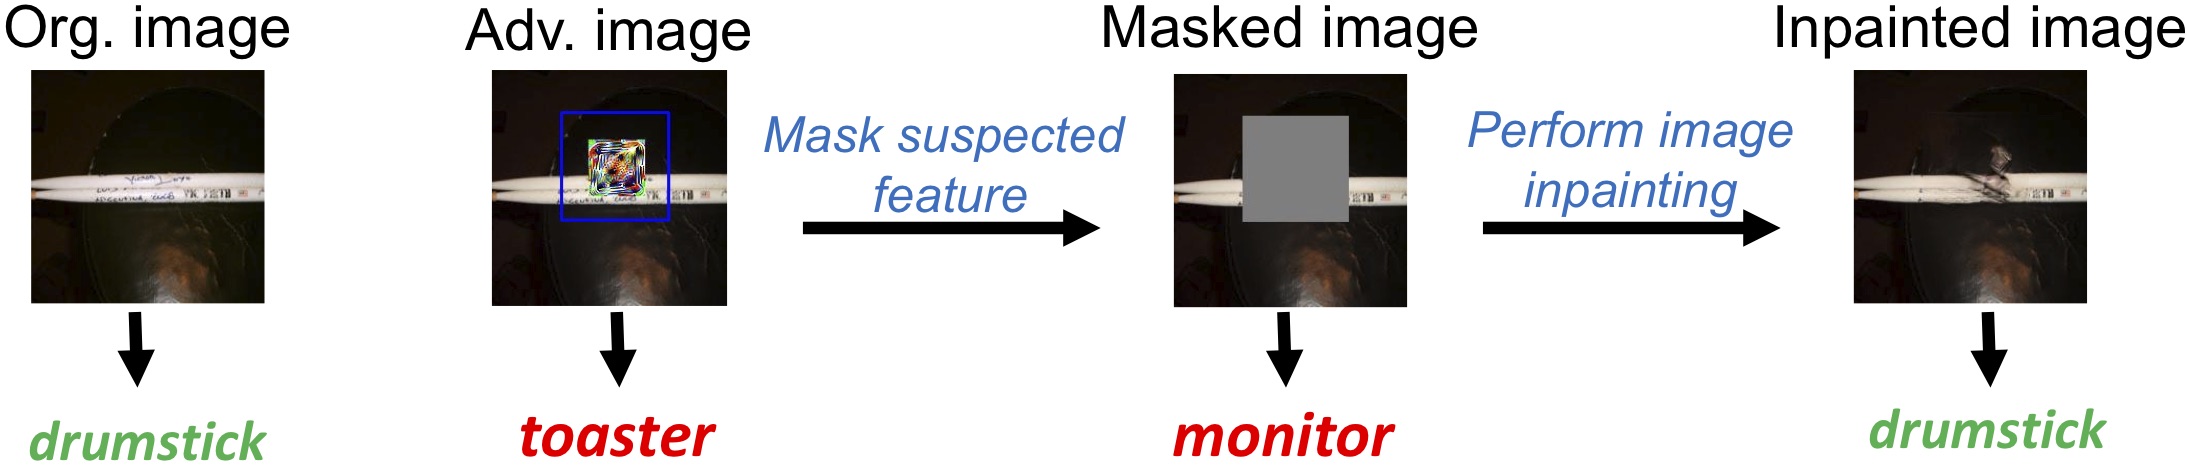 Org. image
Adv. image
Masked image
Inpainted image
Mask suspected
feature
Perform image
inpainting
drumstick
toaster
monitor
drumstick